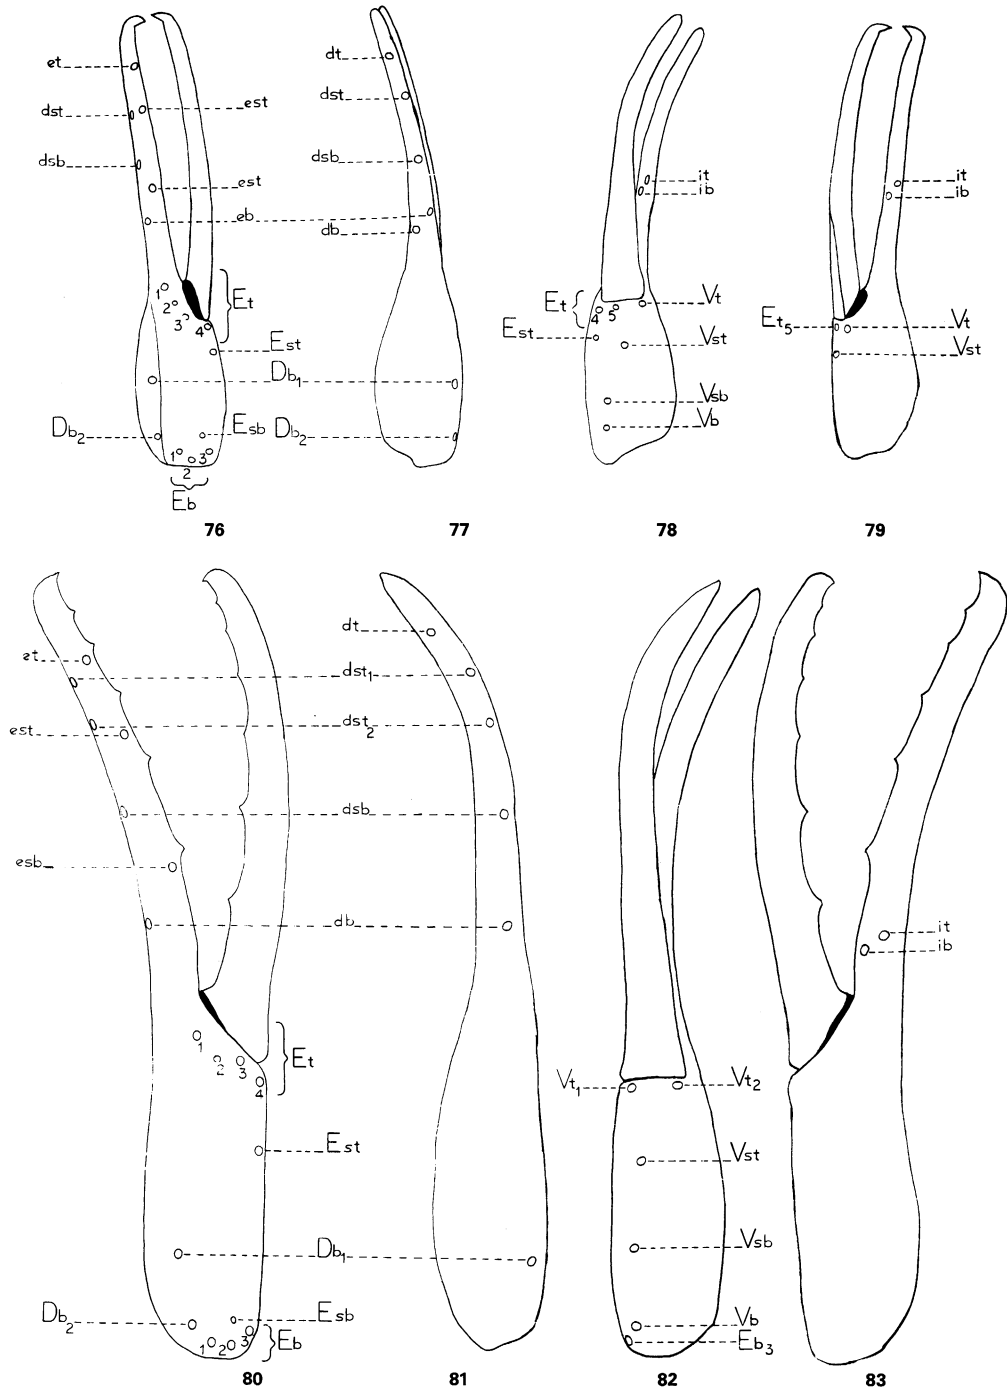 et
dst
est
dsb
est
eb
1
2
3
4
Et
Est
Db1
Db2
Esb
1
2
3
Eb
76
dt
dst
dsb
db
Db2
77
it
ib
Et
4
5
Vt
Est
Vst
Vsb
Vb
78
it
ib
Et5
Vt
Vst
79
et
est
esb
1
2
3
4
Et
Est
Db2
Esb
1
2
3
Eb
80
dt
dst1
dst2
dsb
db
Db1
81
Vt1
Vt2
Vst
Vsb
Vb
Eb3
82
it
ib
83